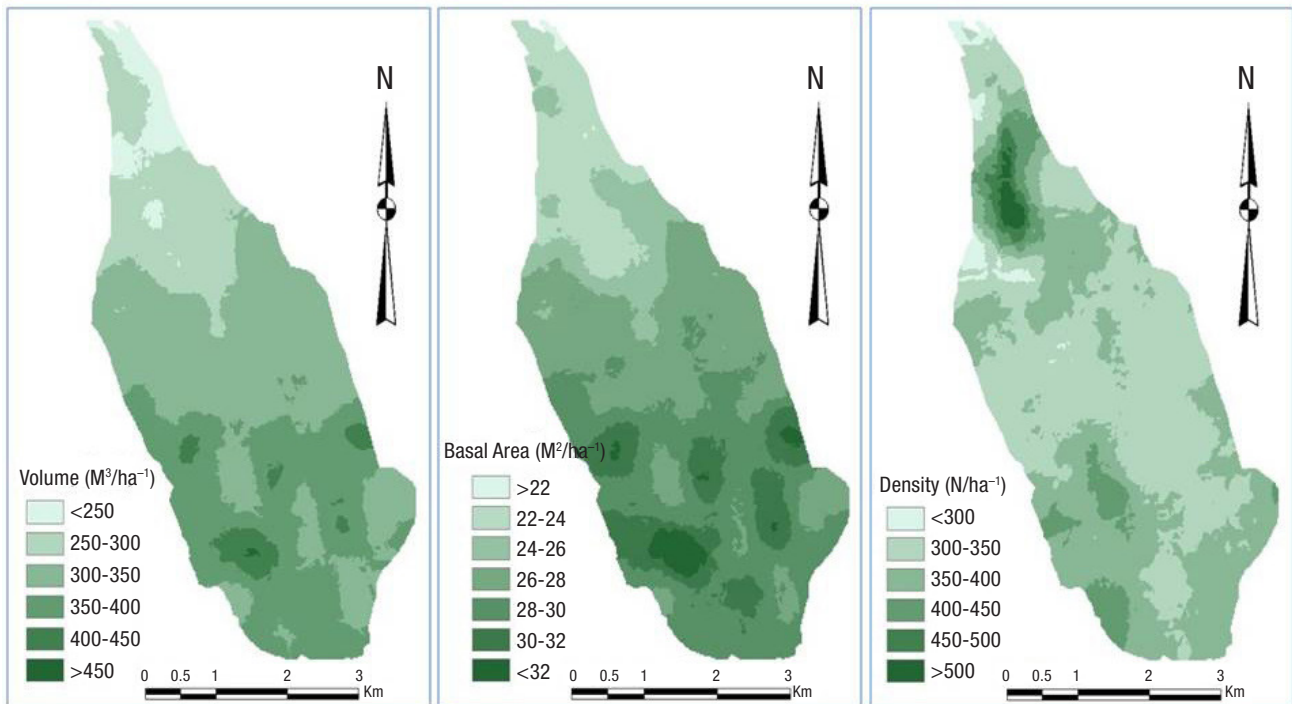 N
Volume (M³/ha⁻¹)
<250
250-300
300-350
350-400
400-450
>450
0 0.5 1 2 3
Km
N
Basal Area (M²/ha⁻¹)
>22
22-24
24-26
26-28
28-30
30-32
<32
0 0.5 1 2 3
Km
N
Density (N/ha⁻¹)
<300
300-350
350-400
400-450
450-500
>500
0 0.5 1 2 3
Km